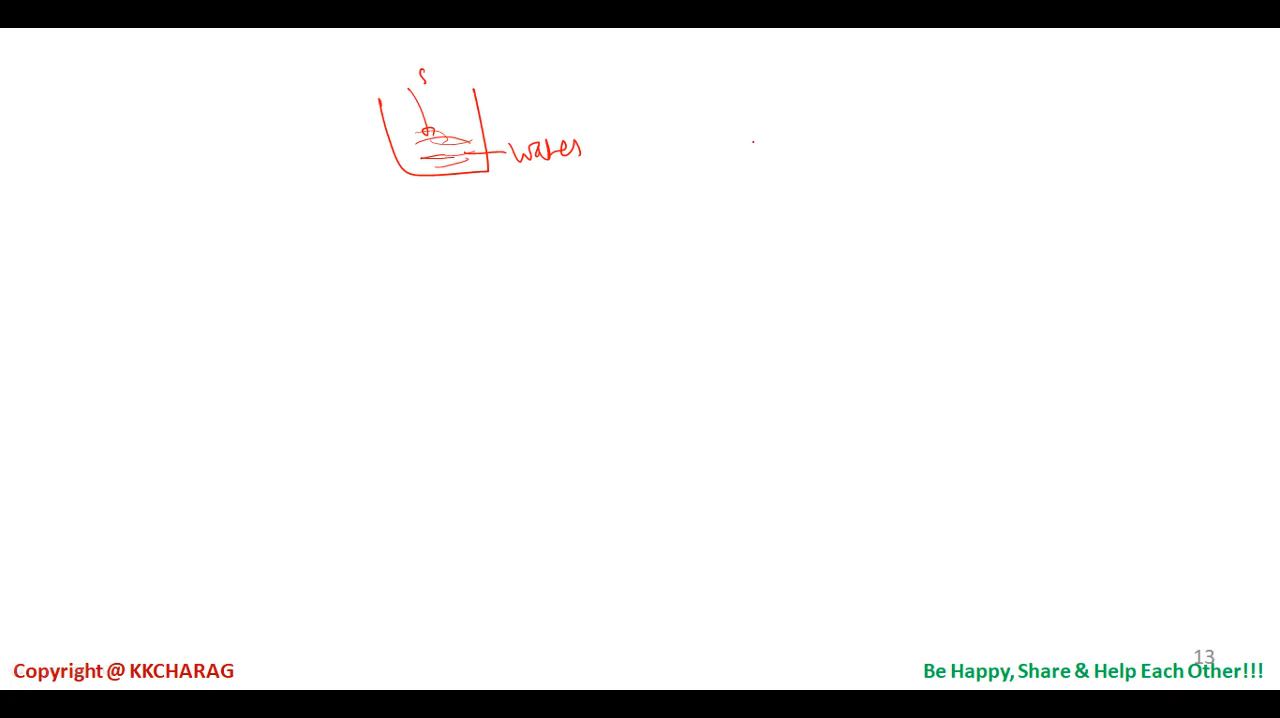 S
water
13
Copyright @ KKCHARAG
Be Happy, Share & Help Each Other!!!